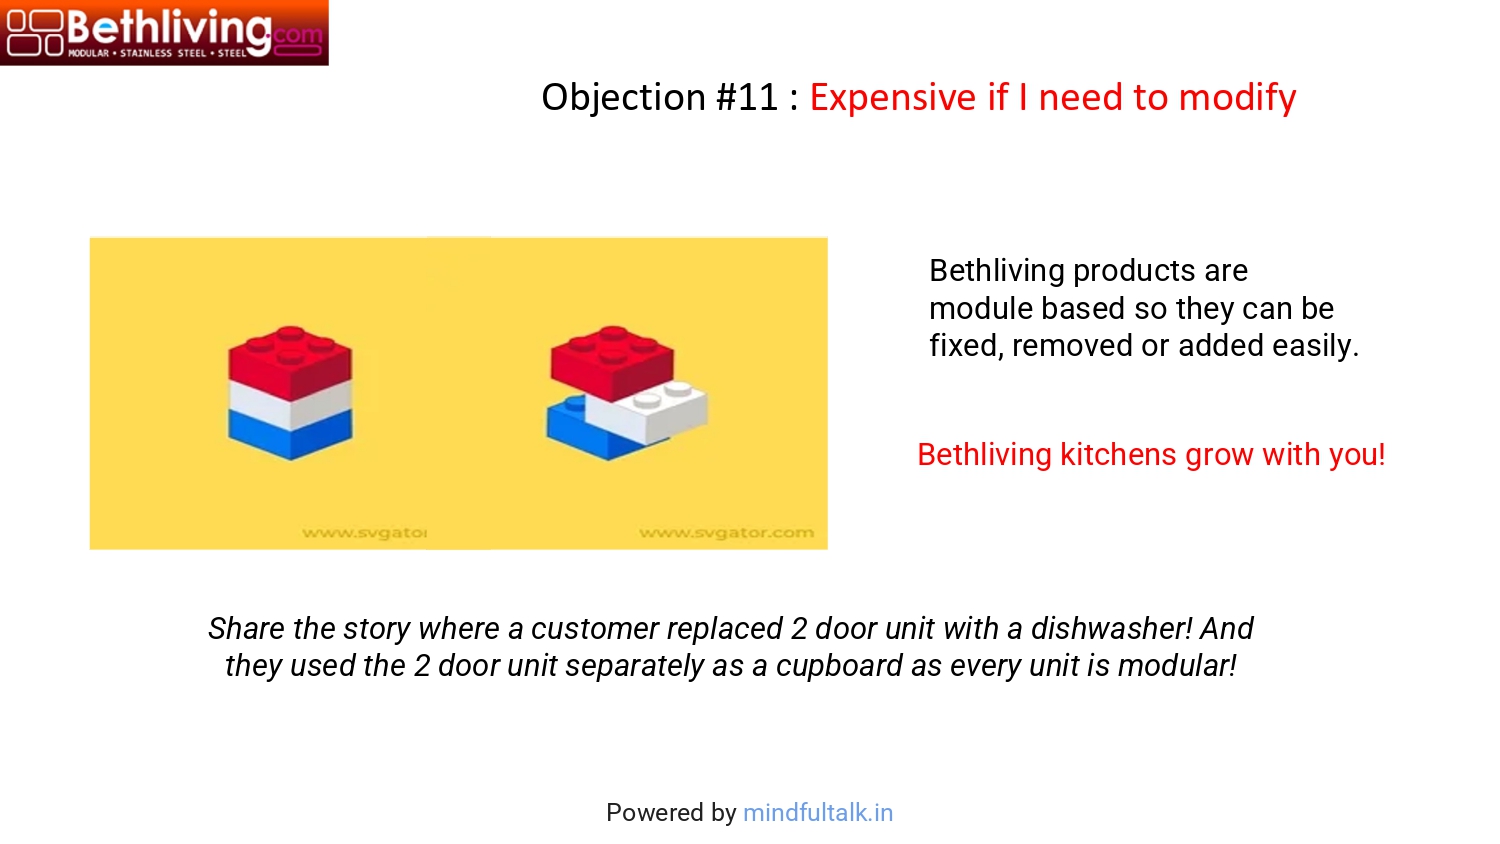 Bethliving.com
MODULAR • STAINLESS STEEL • STEEL
Objection #11 : Expensive if I need to modify
Bethliving products are
module based so they can be
fixed, removed or added easily.
Bethliving kitchens grow with you!
www.svgator
www.svgator.com
Share the story where a customer replaced 2 door unit with a dishwasher! And
they used the 2 door unit separately as a cupboard as every unit is modular!
Powered by mindfultalk.in